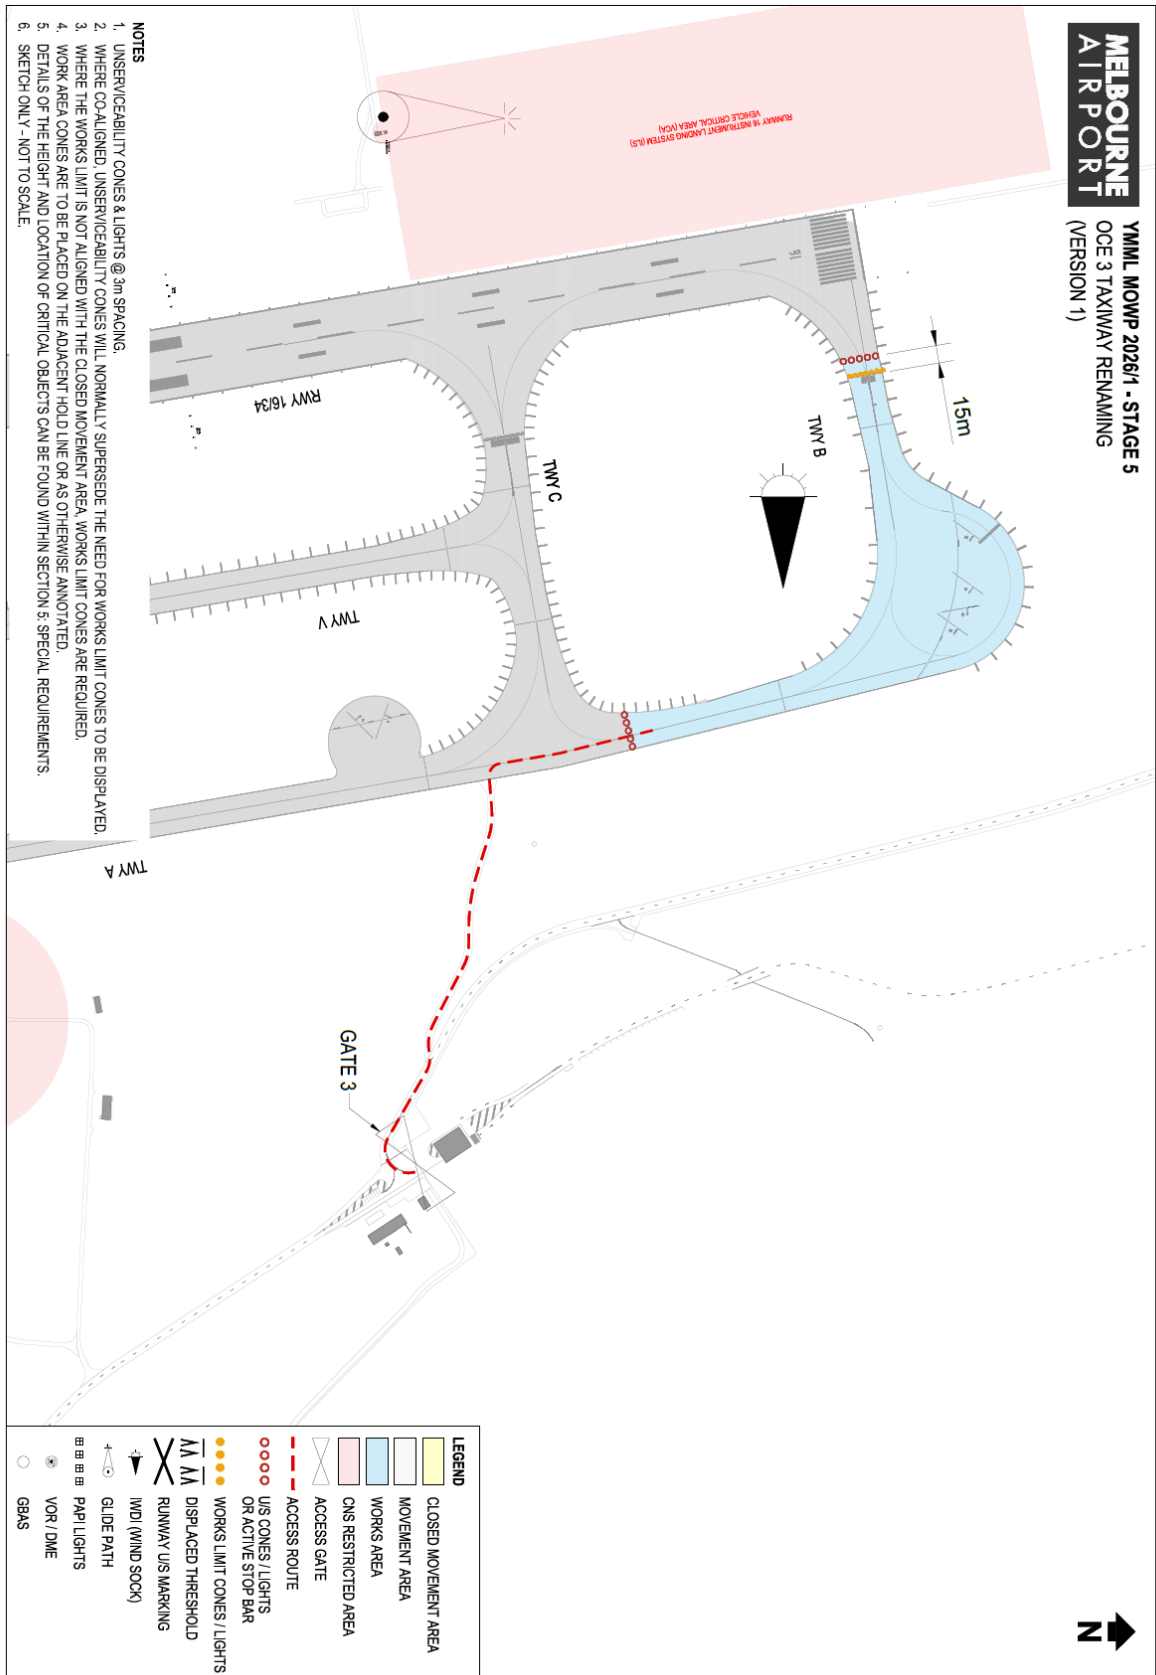 MELBOURNE
AIRPORT
YMML MOWP 2026/1 - STAGE 5
OCE 3 TAXIWAY RENAMING
(VERSION 1)
15m
RUNWAY 16 INSTRUMENT LANDING SYSTEM (ILS)
VEHICLE CRITICAL AREA (VCA)
TWY B
TWY C
RWY 16/34
TWY V
TWY A
GATE 3
N
NOTES
1. UNSERVICEABILITY CONES & LIGHTS @ 3m SPACING.
2. WHERE CO-ALIGNED, UNSERVICEABILITY CONES WILL NORMALLY SUPERSEDE THE NEED FOR WORKS LIMIT CONES TO BE DISPLAYED.
3. WHERE THE WORKS LIMIT IS NOT ALIGNED WITH THE CLOSED MOVEMENT AREA, WORKS LIMIT CONES ARE REQUIRED.
4. WORK AREA CONES ARE TO BE PLACED ON THE ADJACENT HOLD LINE OR AS OTHERWISE ANNOTATED.
5. DETAILS OF THE HEIGHT AND LOCATION OF CRITICAL OBJECTS CAN BE FOUND WITHIN SECTION 5: SPECIAL REQUIREMENTS.
6. SKETCH ONLY - NOT TO SCALE.
LEGEND
CLOSED MOVEMENT AREA
MOVEMENT AREA
WORKS AREA
CNS RESTRICTED AREA
ACCESS GATE
ACCESS ROUTE
U/S CONES / LIGHTS
OR ACTIVE STOP BAR
WORKS LIMIT CONES / LIGHTS
DISPLACED THRESHOLD
RUNWAY U/S MARKING
IWDI (WIND SOCK)
GLIDE PATH
PAPI LIGHTS
VOR / DME
GBAS